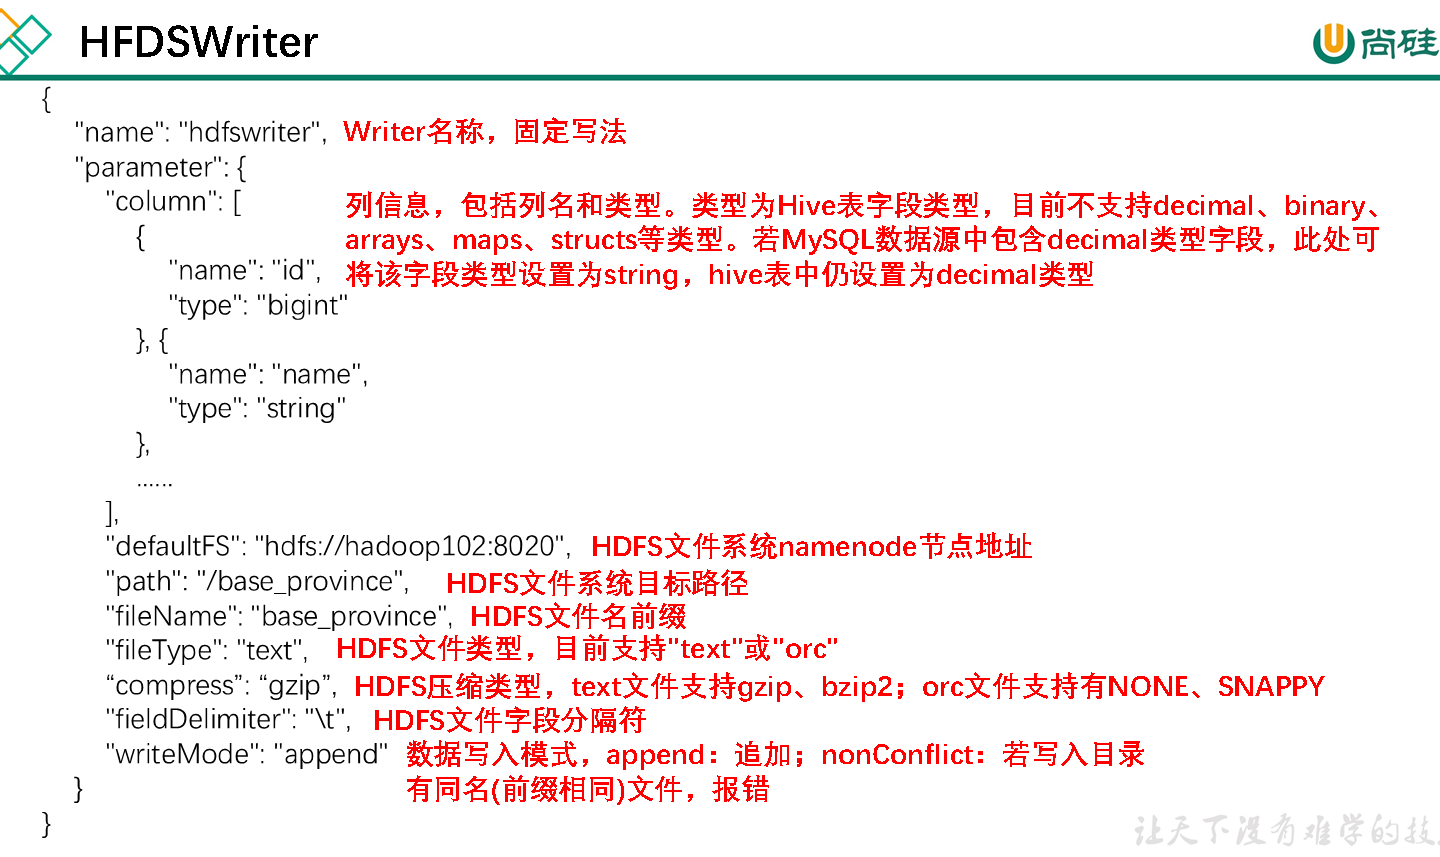 HFDSWriter
尚硅
{
"name": "hdfswriter", Writer名称，固定写法
"parameter": {
"column": [ 列信息，包括列名和类型。类型为Hive表字段类型，目前不支持decimal、binary、
{ arrays、maps、structs等类型。若MySQL数据源中包含decimal类型字段，此处可
"name": "id", 将该字段类型设置为string，hive表中仍设置为decimal类型
"type": "bigint"
}, {
"name": "name",
"type": "string"
},
......
],
"defaultFS": "hdfs://hadoop102:8020", HDFS文件系统namenode节点地址
"path": "/base_province", HDFS文件系统目标路径
"fileName": "base_province", HDFS文件名前缀
"fileType": "text", HDFS文件类型，目前支持"text"或"orc"
“compress”: “gzip”, HDFS压缩类型，text文件支持gzip、bzip2；orc文件支持有NONE、SNAPPY
"fieldDelimiter": "\t", HDFS文件字段分隔符
"writeMode": "append" 数据写入模式，append：追加；nonConflict：若写入目录
} 有同名(前缀相同)文件，报错
}
让天下没有难学的技